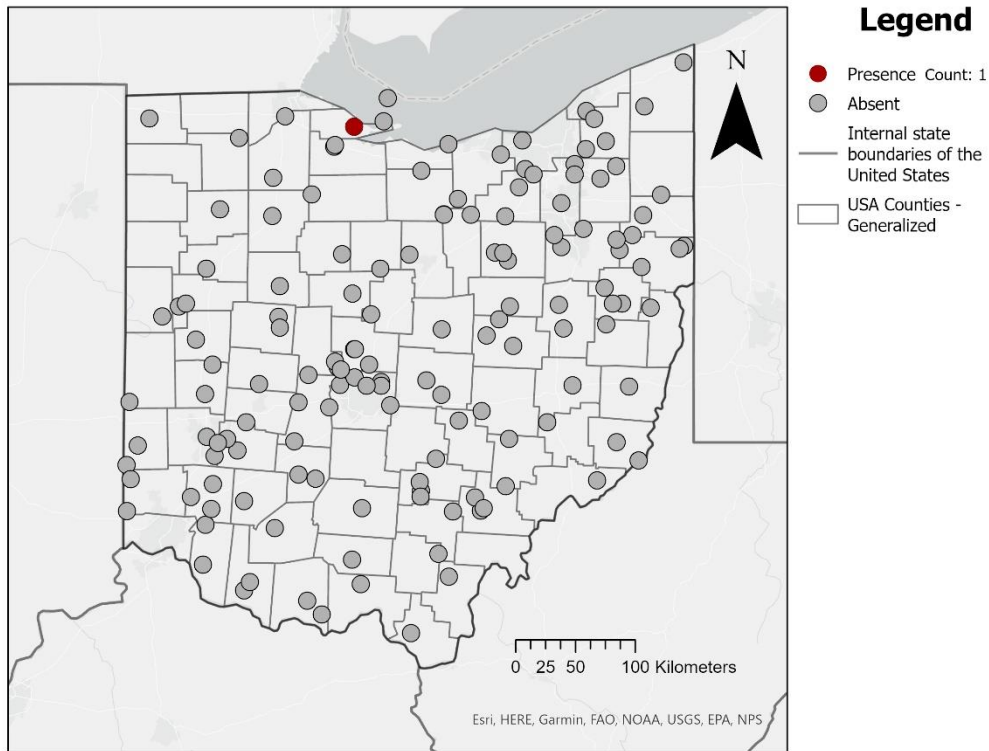 Legend
N
Presence Count: 1
Absent
Internal state
boundaries of the
United States
USA Counties -
Generalized
0 25 50 100 Kilometers
Esri, HERE, Garmin, FAO, NOAA, USGS, EPA, NPS